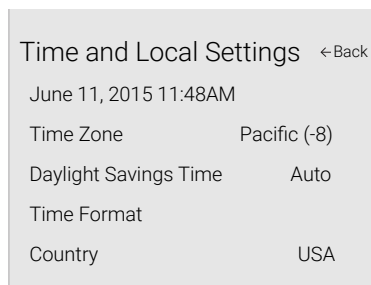 Time and Local Settings ←Back
June 11, 2015 11:48AM
Time Zone Pacific (-8)
Daylight Savings Time Auto
Time Format
Country USA